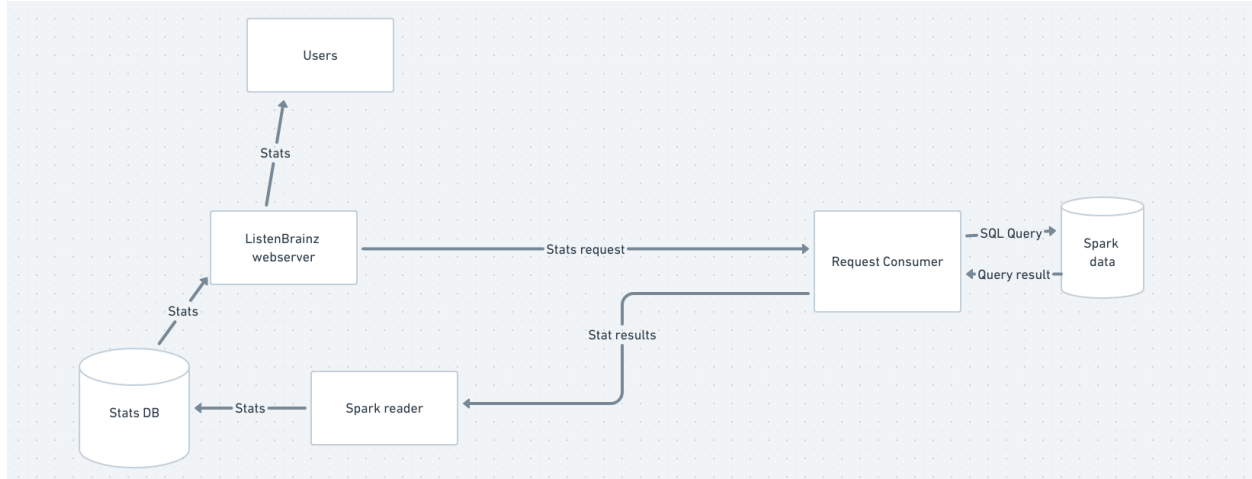 Users
Stats
ListenBrainz
webserver
Stats request
Request Consumer
SQL Query
Query result
Spark
data
Stats
Stat results
Stats DB
Stats
Spark reader